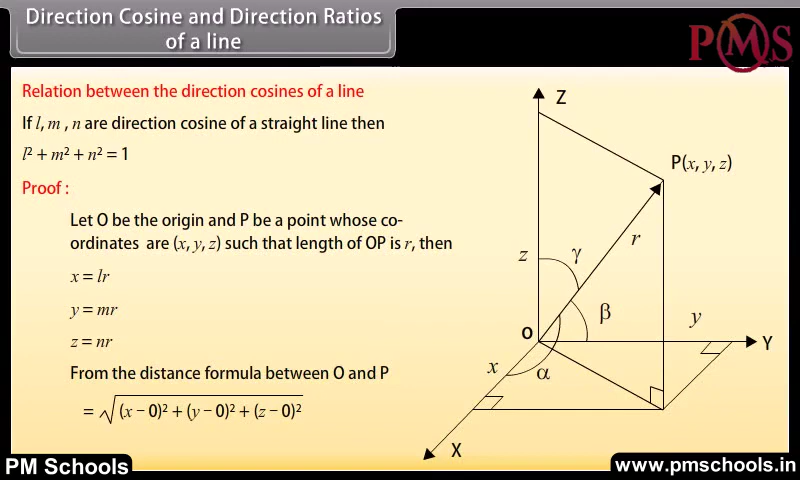 Direction Cosine and Direction Ratios
of a line
PMS
Relation between the direction cosines of a line
If l, m , n are direction cosine of a straight line then
l² + m² + n² = 1
Proof :
Let O be the origin and P be a point whose co-
ordinates are (x, y, z) such that length of OP is r, then
x = lr
y = mr
z = nr
From the distance formula between O and P
= √(x − 0)² + (y − 0)² + (z − 0)²
Z
P(x, y, z)
r
z
γ
β
y
O
Y
x
α
X
PM Schools
www.pmschools.in